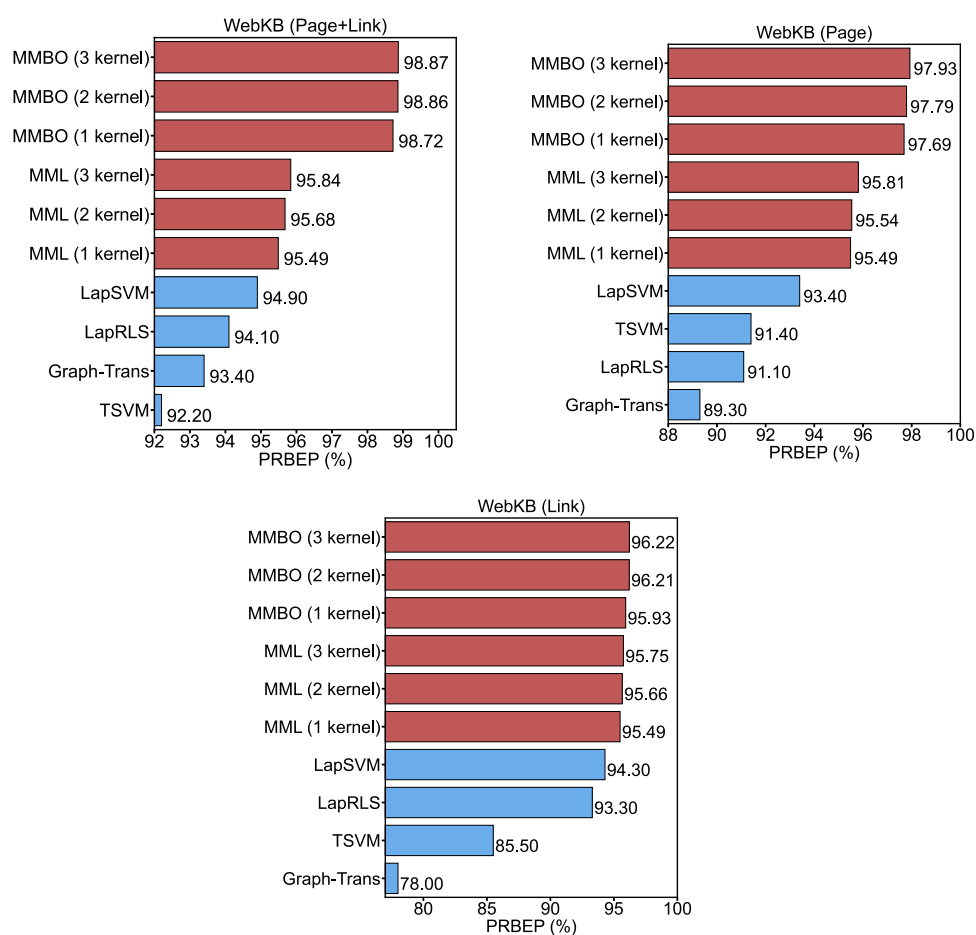 WebKB (Page+Link)
MMBO (3 kernel) 98.87
MMBO (2 kernel) 98.86
MMBO (1 kernel) 98.72
MML (3 kernel) 95.84
MML (2 kernel) 95.68
MML (1 kernel) 95.49
LapSVM 94.90
LapRLS 94.10
Graph-Trans 93.40
TSVM 92.20
92 93 94 95 96 97 98 99 100
PRBEP (%)
WebKB (Page)
MMBO (3 kernel) 97.93
MMBO (2 kernel) 97.79
MMBO (1 kernel) 97.69
MML (3 kernel) 95.81
MML (2 kernel) 95.54
MML (1 kernel) 95.49
LapSVM 93.40
TSVM 91.40
LapRLS 91.10
Graph-Trans 89.30
88 90 92 94 96 98 100
PRBEP (%)
WebKB (Link)
MMBO (3 kernel) 96.22
MMBO (2 kernel) 96.21
MMBO (1 kernel) 95.93
MML (3 kernel) 95.75
MML (2 kernel) 95.66
MML (1 kernel) 95.49
LapSVM 94.30
LapRLS 93.30
TSVM 85.50
Graph-Trans 78.00
80 85 90 95 100
PRBEP (%)